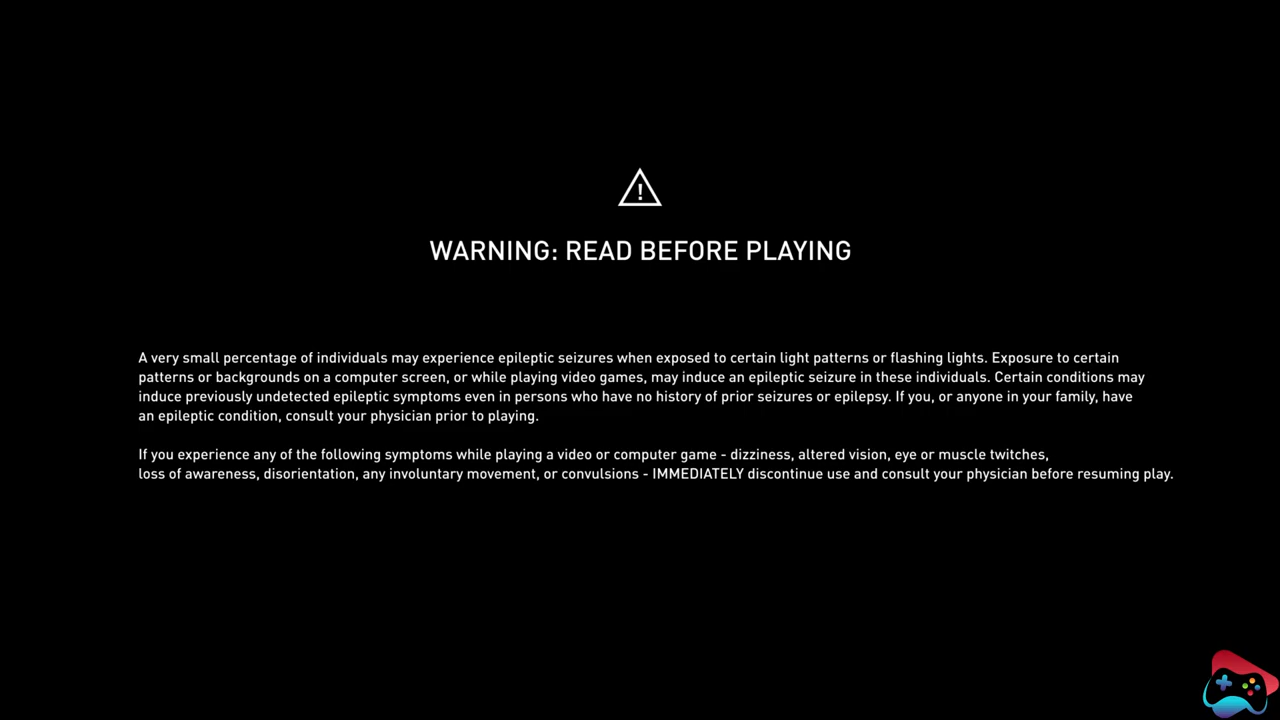 WARNING: READ BEFORE PLAYING
A very small percentage of individuals may experience epileptic seizures when exposed to certain light patterns or flashing lights. Exposure to certain
patterns or backgrounds on a computer screen, or while playing video games, may induce an epileptic seizure in these individuals. Certain conditions may
induce previously undetected epileptic symptoms even in persons who have no history of prior seizures or epilepsy. If you, or anyone in your family, have
an epileptic condition, consult your physician prior to playing.
If you experience any of the following symptoms while playing a video or computer game - dizziness, altered vision, eye or muscle twitches,
loss of awareness, disorientation, any involuntary movement, or convulsions - IMMEDIATELY discontinue use and consult your physician before resuming play.